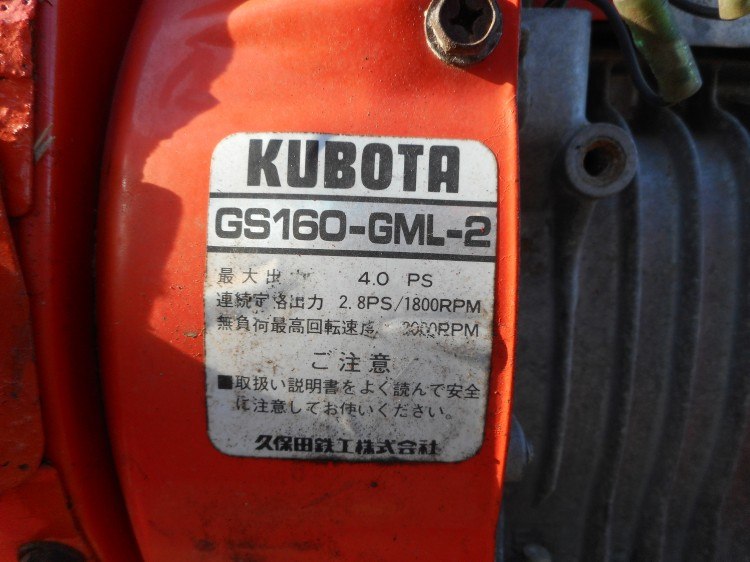 KUBOTA
GS160-GML-2
最大出 4.0 PS
連続定格出力 2.8PS/1800RPM
無負荷最高回転速度
ご注意
■取扱い説明書をよく読んで安全
に注意してお使いください。
久保田鉄工株式会社